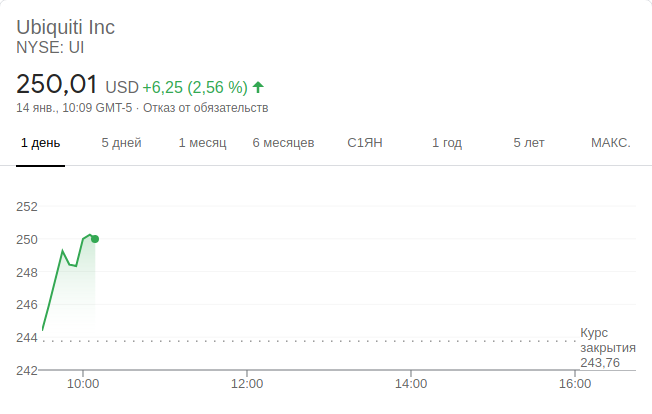 Ubiquiti Inc
NYSE: UI
250,01 USD +6,25 (2,56 %)
14 янв., 10:09 GMT-5 · Отказ от обязательств
1 день 5 дней 1 месяц 6 месяцев С1ЯН 1 год 5 лет МАКС.
252
250
248
246
244
242
Курс
закрытия
243,76
10:00 12:00 14:00 16:00